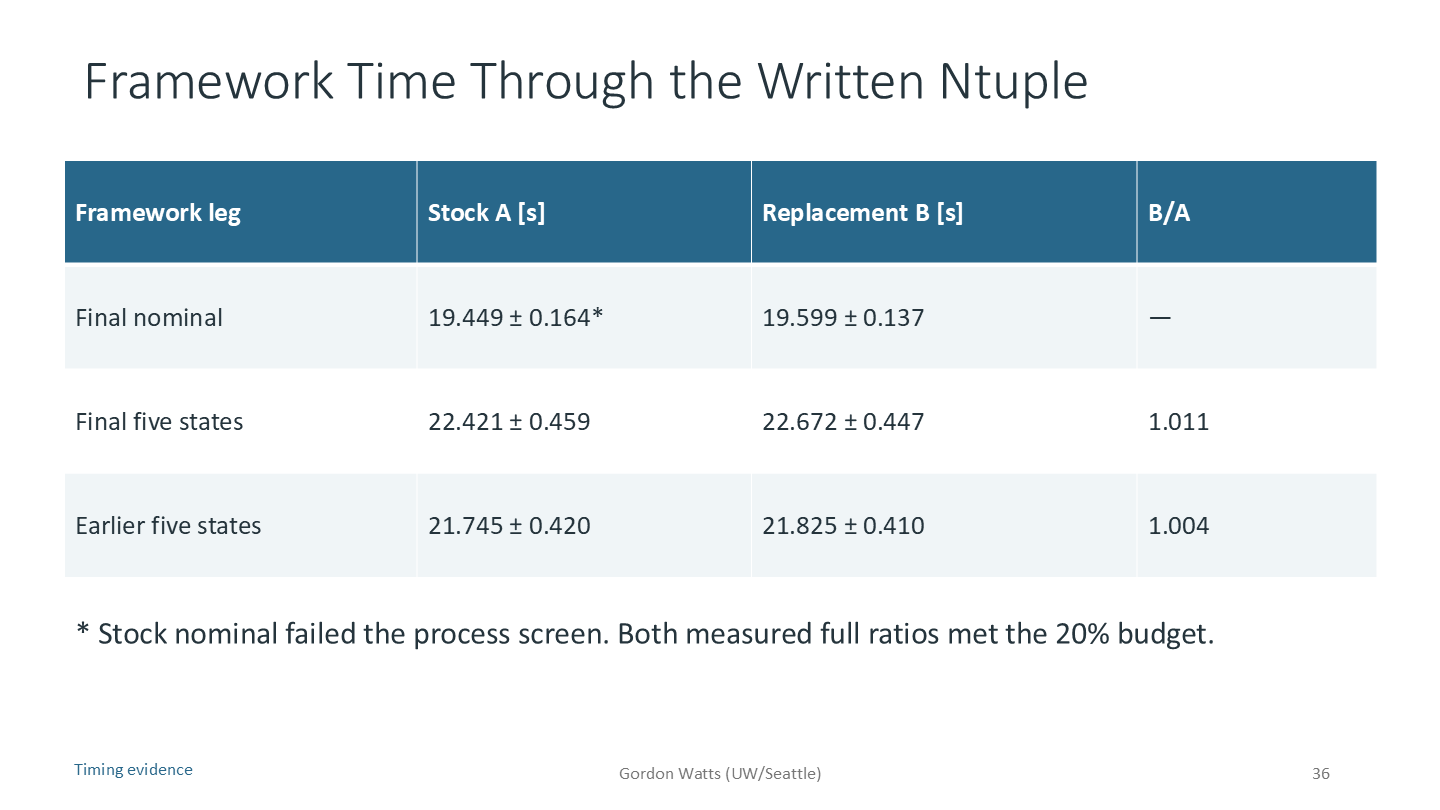 Framework Time Through the Written Ntuple
Framework leg Stock A [s] Replacement B [s] B/A
Final nominal 19.449 ± 0.164* 19.599 ± 0.137 —
Final five states 22.421 ± 0.459 22.672 ± 0.447 1.011
Earlier five states 21.745 ± 0.420 21.825 ± 0.410 1.004
* Stock nominal failed the process screen. Both measured full ratios met the 20% budget.
Timing evidence Gordon Watts (UW/Seattle) 36